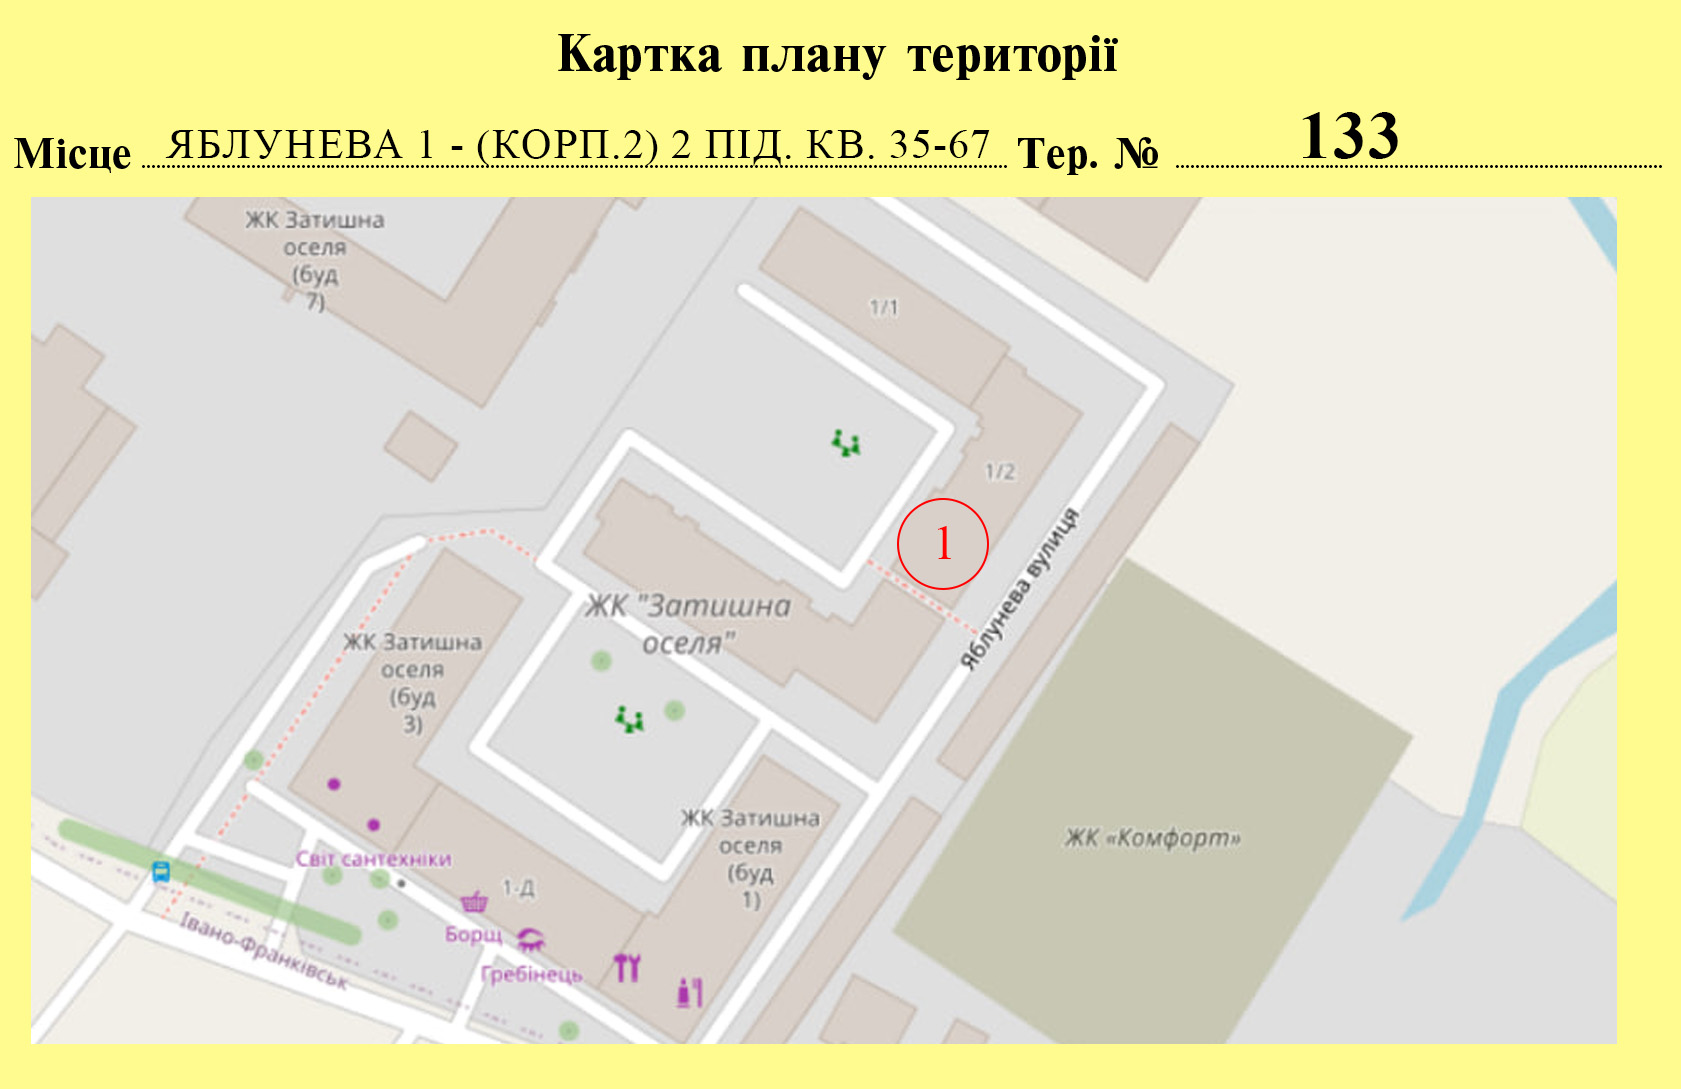 Картка плану території
Місце ЯБЛУНЕВА 1 - (КОРП.2) 2 ПІД. КВ. 35-67 Тер. № 133
ЖК Затишна
оселя
(буд
7)
1/1
1/2
1
Яблунева вулиця
ЖК "Затишна
оселя"
ЖК Затишна
оселя
(буд
3)
ЖК Затишна
оселя
(буд
1)
ЖК «Комфорт»
Світ сантехніки
1-Д
Борщ
Гребінець
Івано-Франківськ